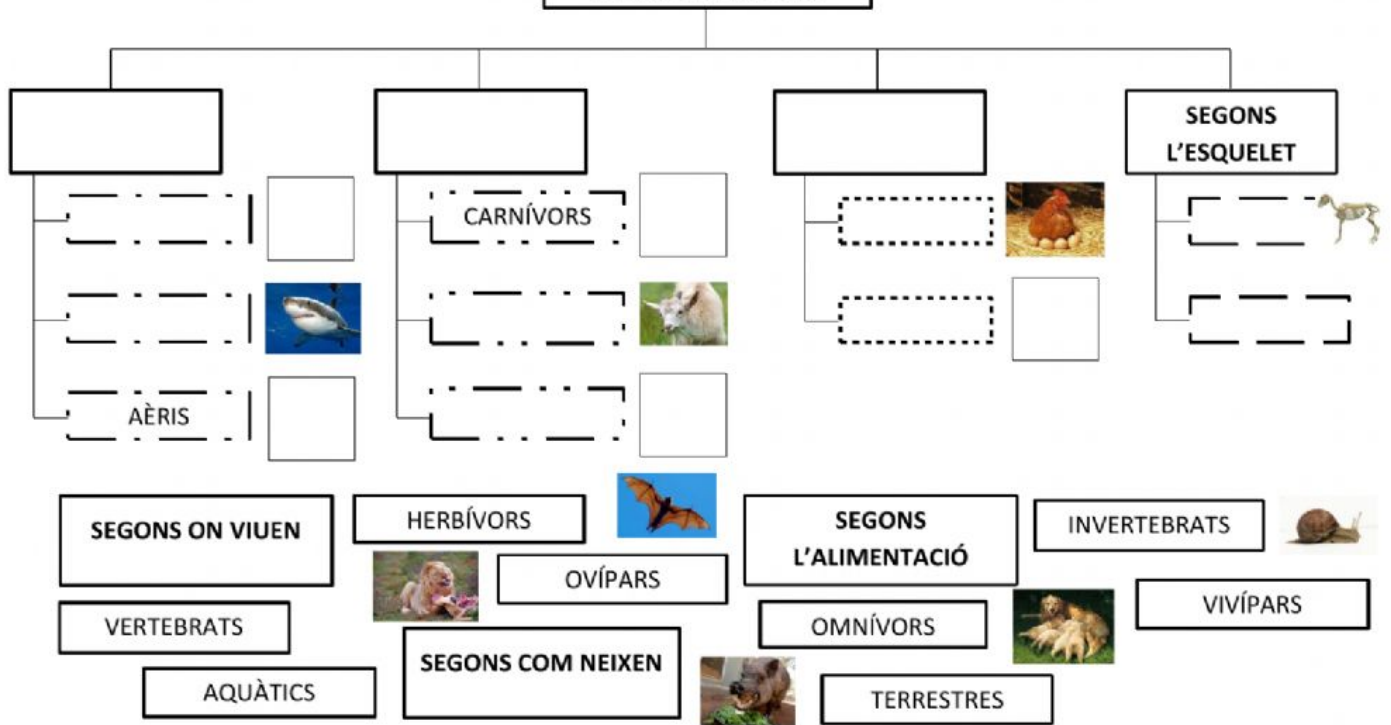 SEGONS
L'ESQUELET
CARNÍVORS
AÈRIS
SEGONS ON VIUEN
HERBÍVORS
SEGONS
L'ALIMENTACIÓ
INVERTEBRATS
OVÍPARS
VIVÍPARS
VERTEBRATS
OMNÍVORS
SEGONS COM NEIXEN
AQUÀTICS
TERRESTRES